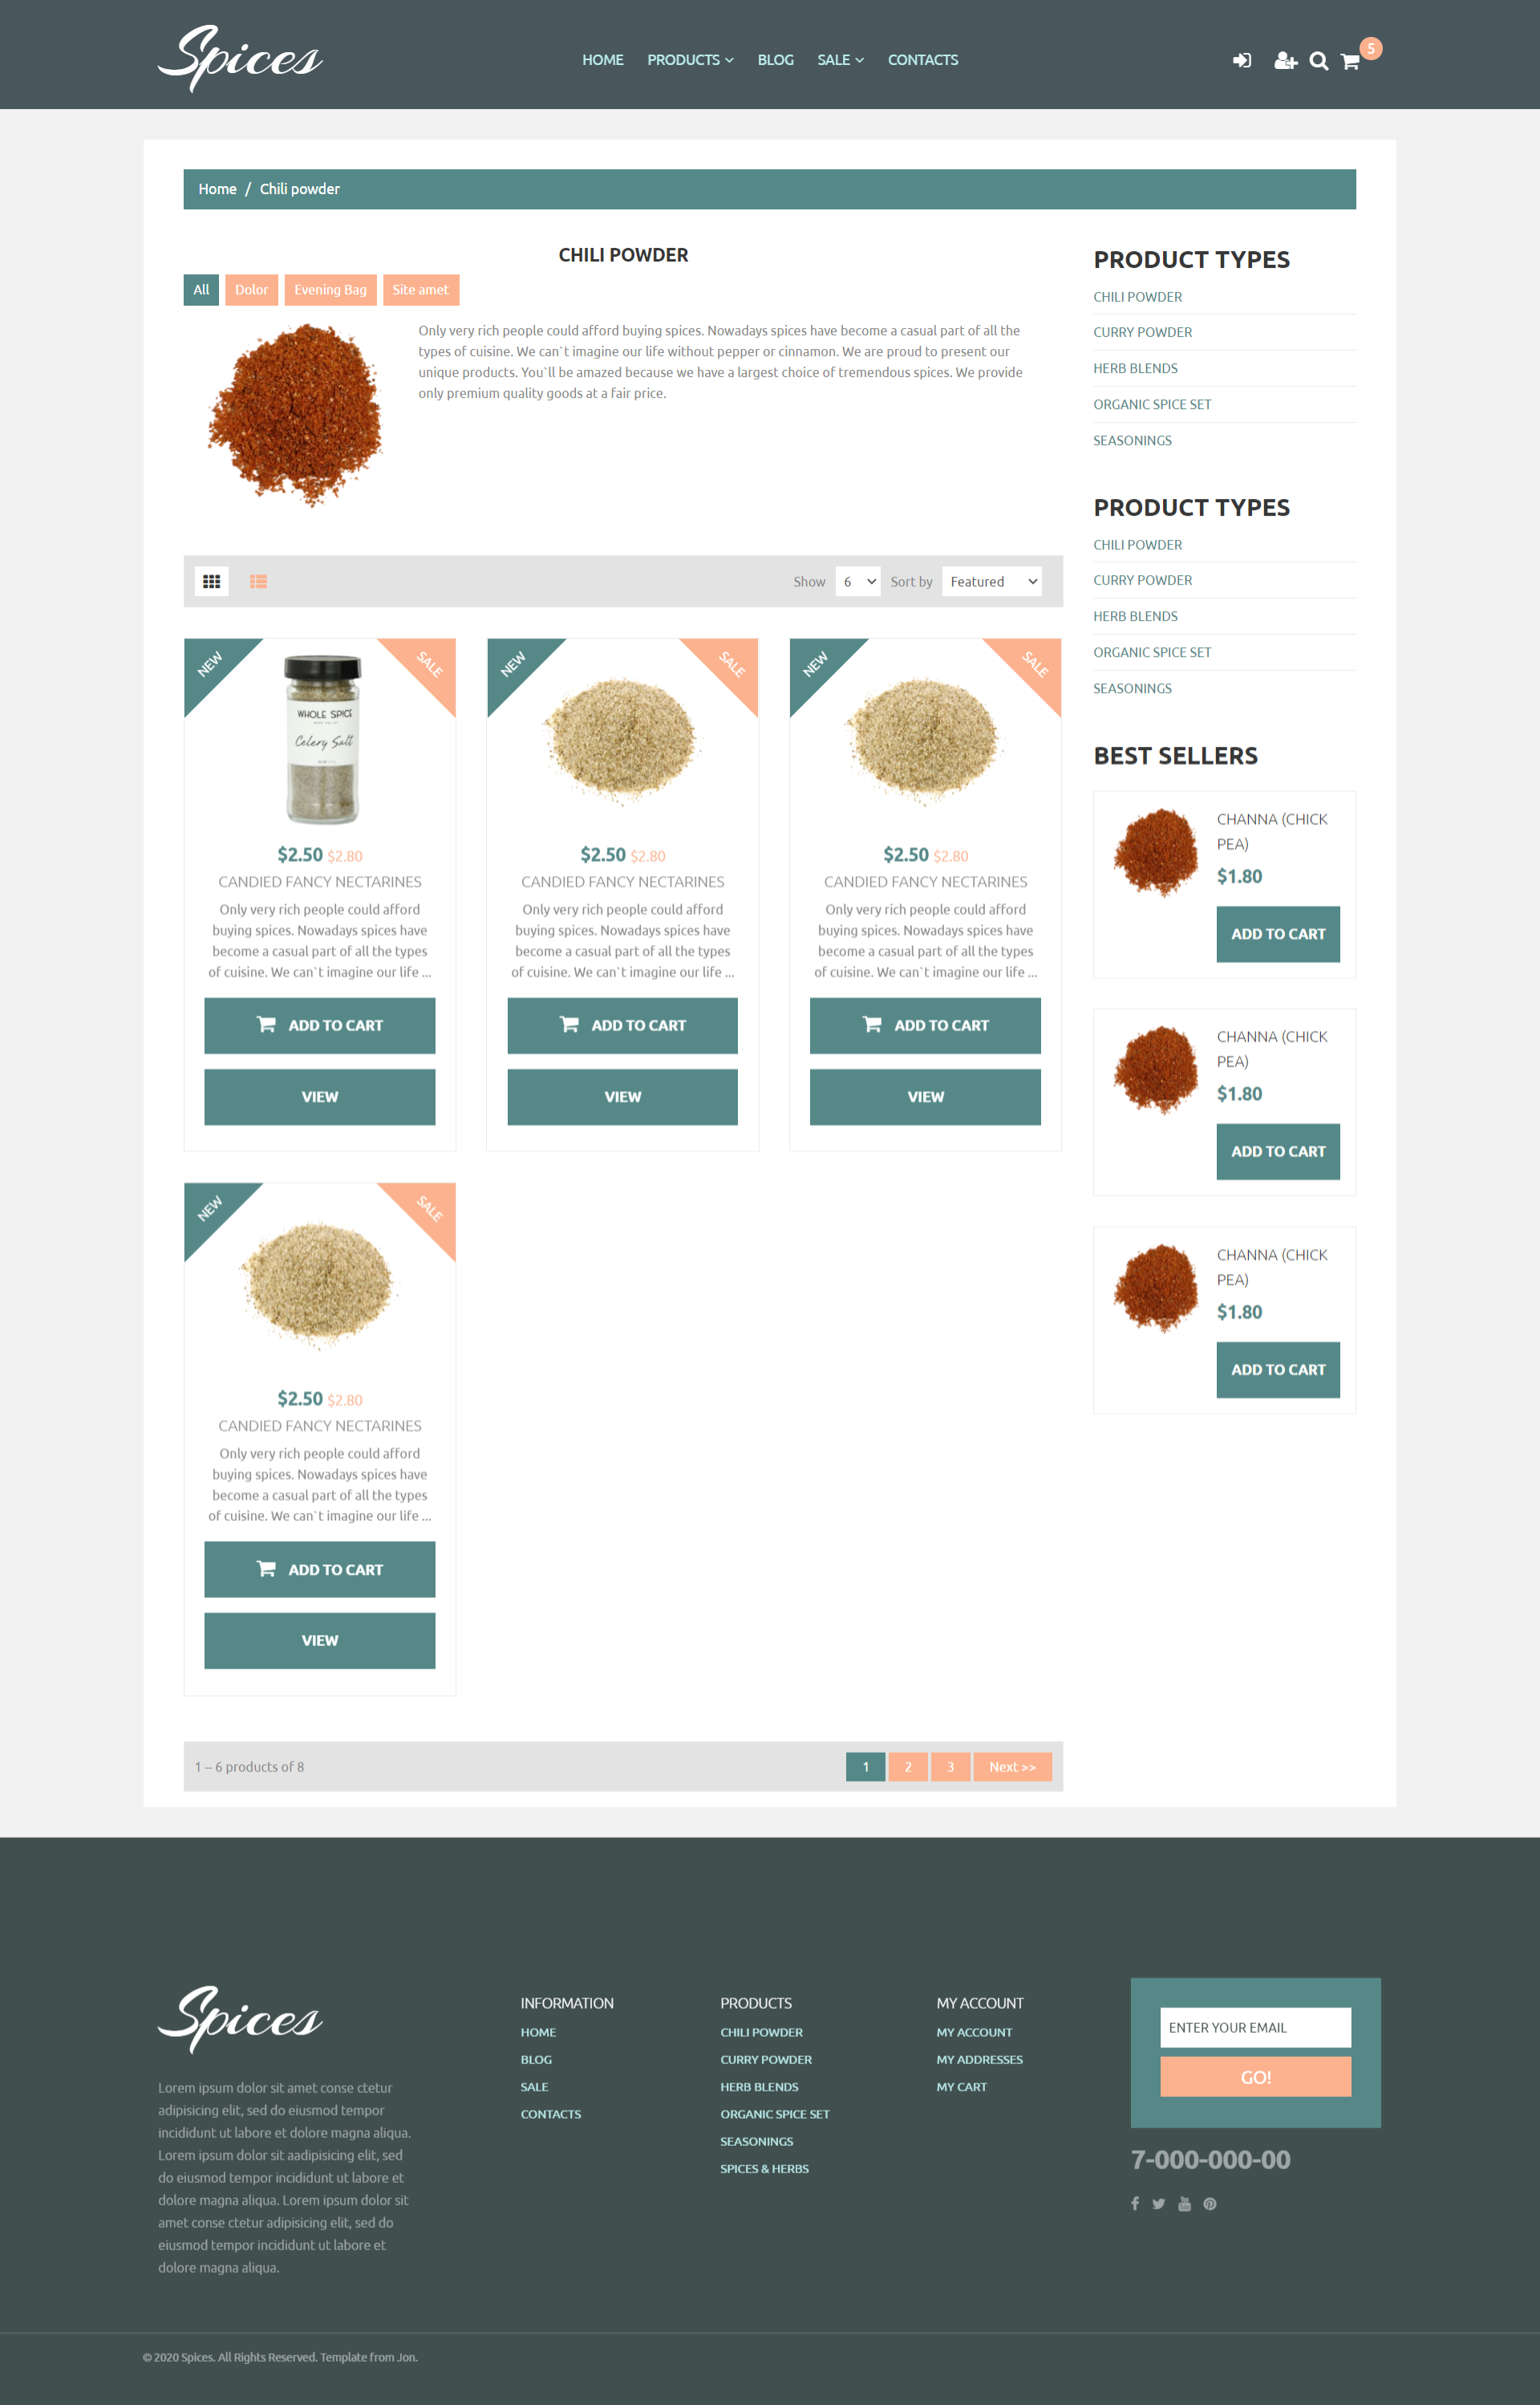 Spices
HOME PRODUCTS BLOG SALE CONTACTS
5
Home / Chili powder
CHILI POWDER
All Dolor Evening Bag Site amet
Only very rich people could afford buying spices. Nowadays spices have become a casual part of all the
types of cuisine. We can`t imagine our life without pepper or cinnamon. We are proud to present our
unique products. You`ll be amazed because we have a largest choice of tremendous spices. We provide
only premium quality goods at a fair price.
Show 6 Sort by Featured
NEW
SALE
WHOLE SPICE
Celery Salt
$2.50 $2.80
CANDIED FANCY NECTARINES
Only very rich people could afford
buying spices. Nowadays spices have
become a casual part of all the types
of cuisine. We can`t imagine our life ...
ADD TO CART
VIEW
NEW
SALE
$2.50 $2.80
CANDIED FANCY NECTARINES
Only very rich people could afford
buying spices. Nowadays spices have
become a casual part of all the types
of cuisine. We can`t imagine our life ...
ADD TO CART
VIEW
NEW
SALE
$2.50 $2.80
CANDIED FANCY NECTARINES
Only very rich people could afford
buying spices. Nowadays spices have
become a casual part of all the types
of cuisine. We can`t imagine our life ...
ADD TO CART
VIEW
NEW
SALE
$2.50 $2.80
CANDIED FANCY NECTARINES
Only very rich people could afford
buying spices. Nowadays spices have
become a casual part of all the types
of cuisine. We can`t imagine our life ...
ADD TO CART
VIEW
1 – 6 products of 8
1 2 3 Next >>
PRODUCT TYPES
CHILI POWDER
CURRY POWDER
HERB BLENDS
ORGANIC SPICE SET
SEASONINGS
PRODUCT TYPES
CHILI POWDER
CURRY POWDER
HERB BLENDS
ORGANIC SPICE SET
SEASONINGS
BEST SELLERS
CHANNA (CHICK
PEA)
$1.80
ADD TO CART
CHANNA (CHICK
PEA)
$1.80
ADD TO CART
CHANNA (CHICK
PEA)
$1.80
ADD TO CART
Spices
Lorem ipsum dolor sit amet conse ctetur
adipisicing elit, sed do eiusmod tempor
incididunt ut labore et dolore magna aliqua.
Lorem ipsum dolor sit aadipisicing elit, sed
do eiusmod tempor incididunt ut labore et
dolore magna aliqua. Lorem ipsum dolor sit
amet conse ctetur adipisicing elit, sed do
eiusmod tempor incididunt ut labore et
dolore magna aliqua.
INFORMATION
HOME
BLOG
SALE
CONTACTS
PRODUCTS
CHILI POWDER
CURRY POWDER
HERB BLENDS
ORGANIC SPICE SET
SEASONINGS
SPICES & HERBS
MY ACCOUNT
MY ACCOUNT
MY ADDRESSES
MY CART
ENTER YOUR EMAIL
GO!
7-000-000-00
© 2020 Spices. All Rights Reserved. Template from Jon.